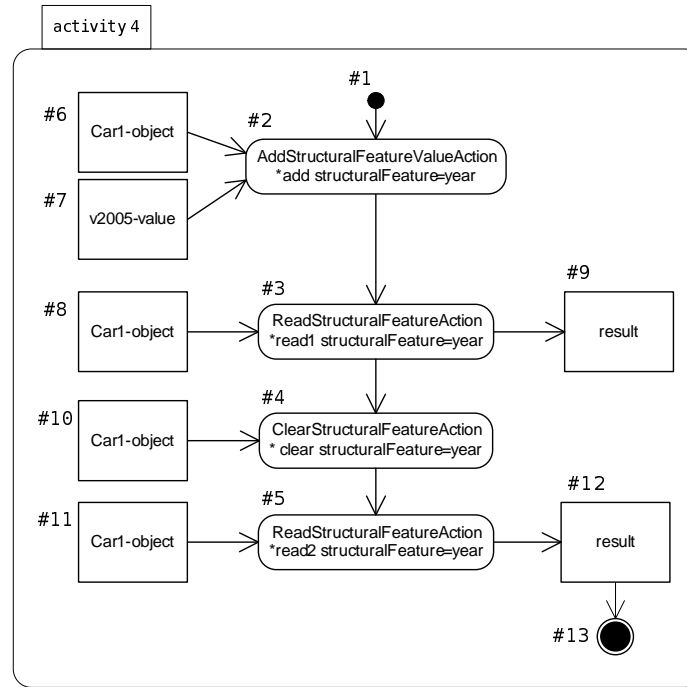 activity 4
#1
#6
Car1-object
#2
AddStructuralFeatureValueAction
*add structuralFeature=year
#7
v2005-value
#3
#9
#8
Car1-object
ReadStructuralFeatureAction
*read1 structuralFeature=year
result
#4
#10
Car1-object
ClearStructuralFeatureAction
* clear structuralFeature=year
#5
#12
#11
Car1-object
ReadStructuralFeatureAction
*read2 structuralFeature=year
result
#13